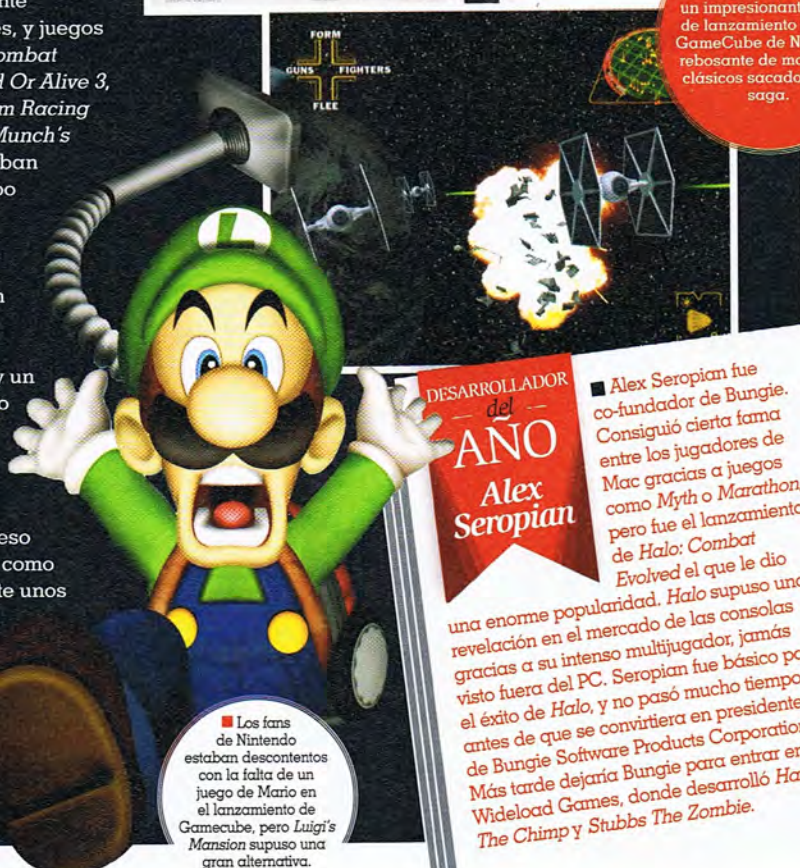 es, y juegos
ombat
d Or Alive 3,
m Racing
Munch's
ban
y un
eso
como
te unos
FORM
GUNS FIGHTERS
FLEE
un impresionant
de lanzamiento
GameCube de N
rebosante de
clásicos sacado
saga.
L
DESARROLLADOR
del
AÑO
Alex
Seropian
Alex Seropian fue
co-fundador de Bungie.
Consiguió cierta fama
entre los jugadores de
Mac gracias a juegos
como Myth o Marathon,
pero fue el lanzamiento
de Halo: Combat
Evolved el que le dio
una enorme popularidad. Halo supuso una
revelación en el mercado de las consolas
gracias a su intenso multijugador, jamás
visto fuera del PC. Seropian fue básico pa
el éxito de Halo, y no pasó mucho tiempo
antes de que se convirtiera en presidente
de Bungie Software Products Corporation
Más tarde dejaría Bungie para entrar en
Wideload Games, donde desarrolló Ha
The Chimp y Stubbs The Zombie.
Los fans
de Nintendo
estaban descontentos
con la falta de un
juego de Mario en
el lanzamiento de
Gamecube, pero Luigi's
Mansion supuso una
gran alternativa.